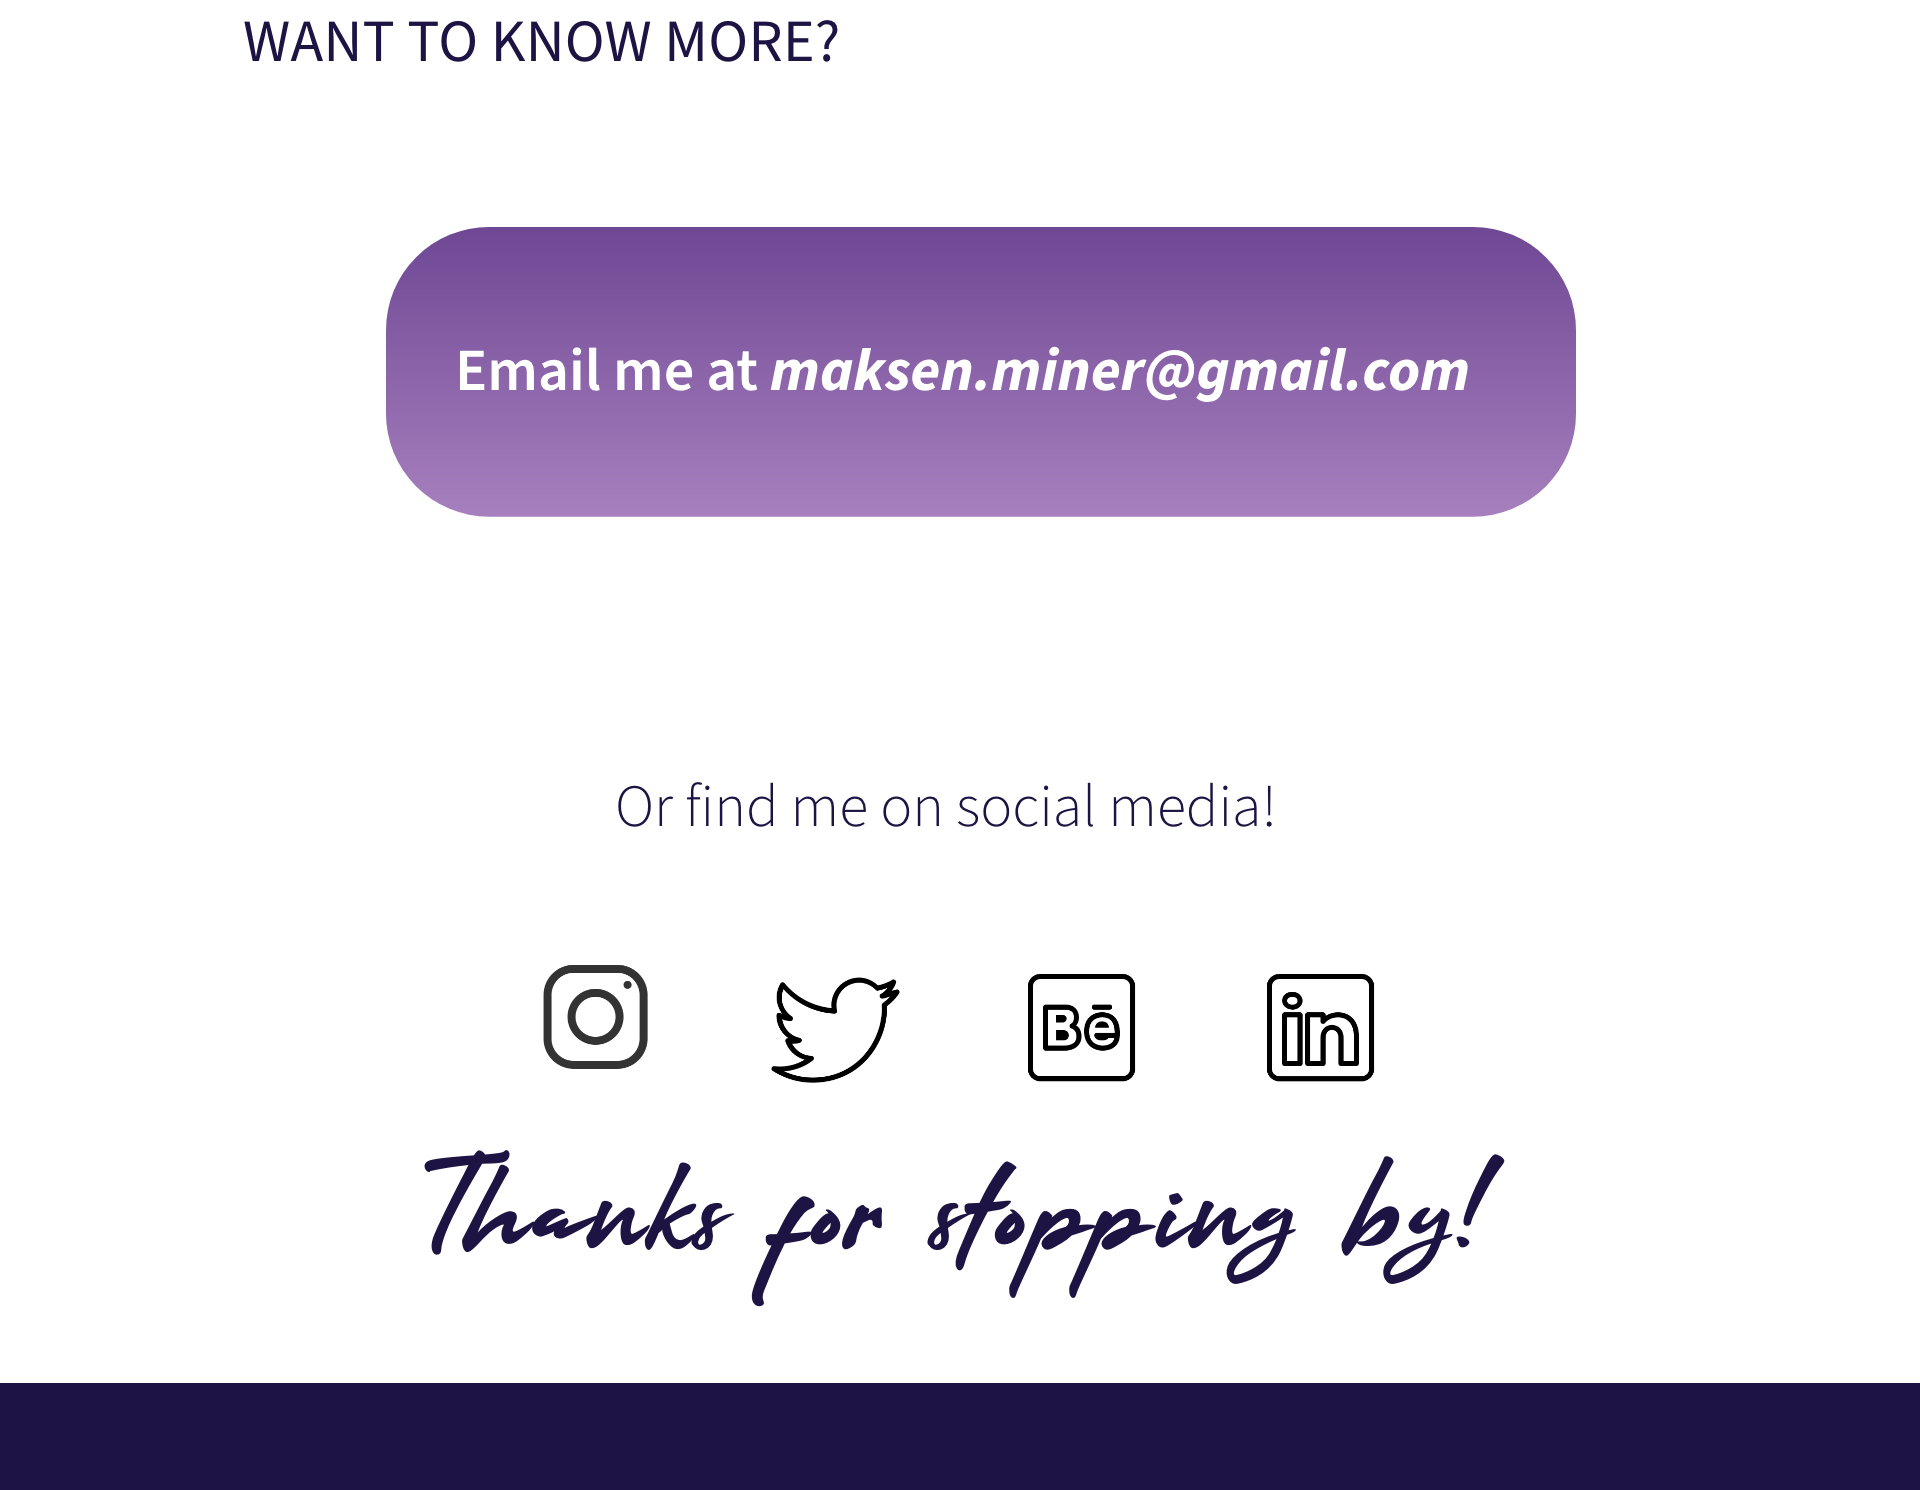 WANT TO KNOW MORE?
Email me at maksen.miner@gmail.com
Or find me on social media!
Bē in
Thanks for stopping by!